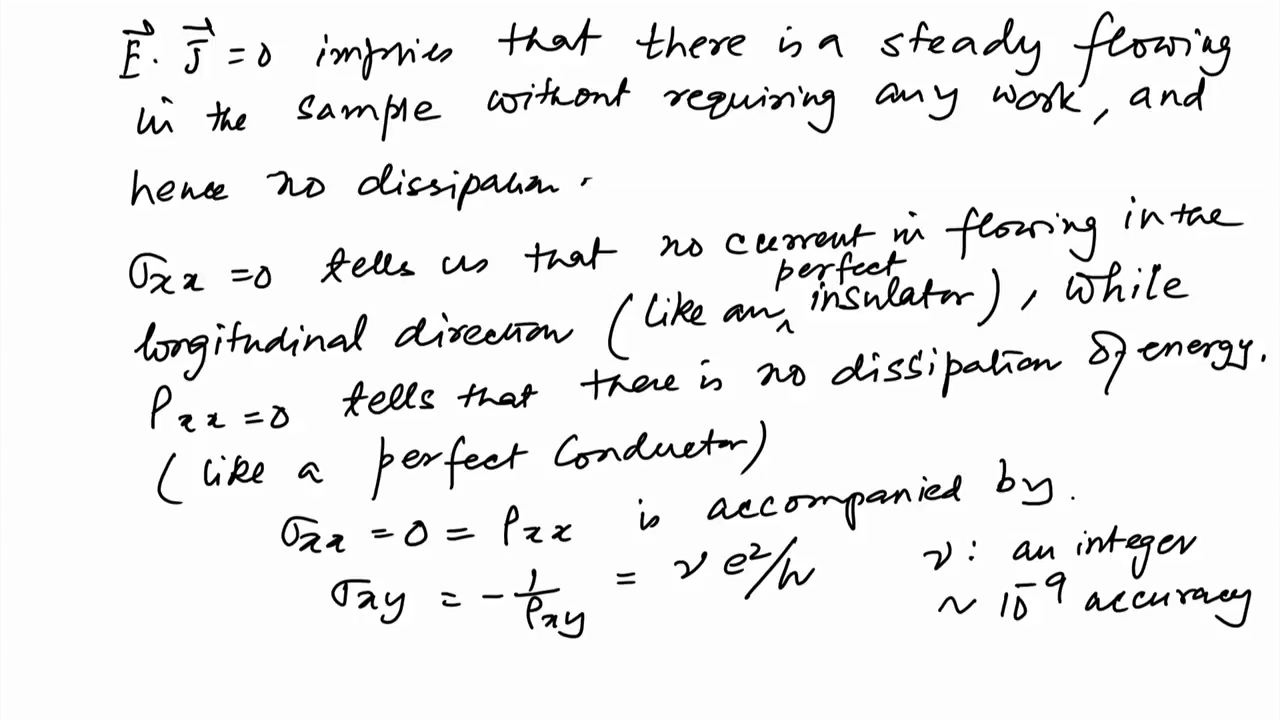 E⃗. J⃗ = 0 implies that there is a steady flowing
in the sample without requiring any work, and
hence no dissipation.
σxx = 0 tells us that no current in flowing in the
longitudinal direction (like an ‸ perfect insulator), while
ρxx = 0 tells that there is no dissipation of energy.
(like a perfect conductor)
σxx = 0 = ρxx is accompanied by.
σxy = -1/ρxy = ν e²/h ν: an integer
~ 10⁻⁹ accuracy